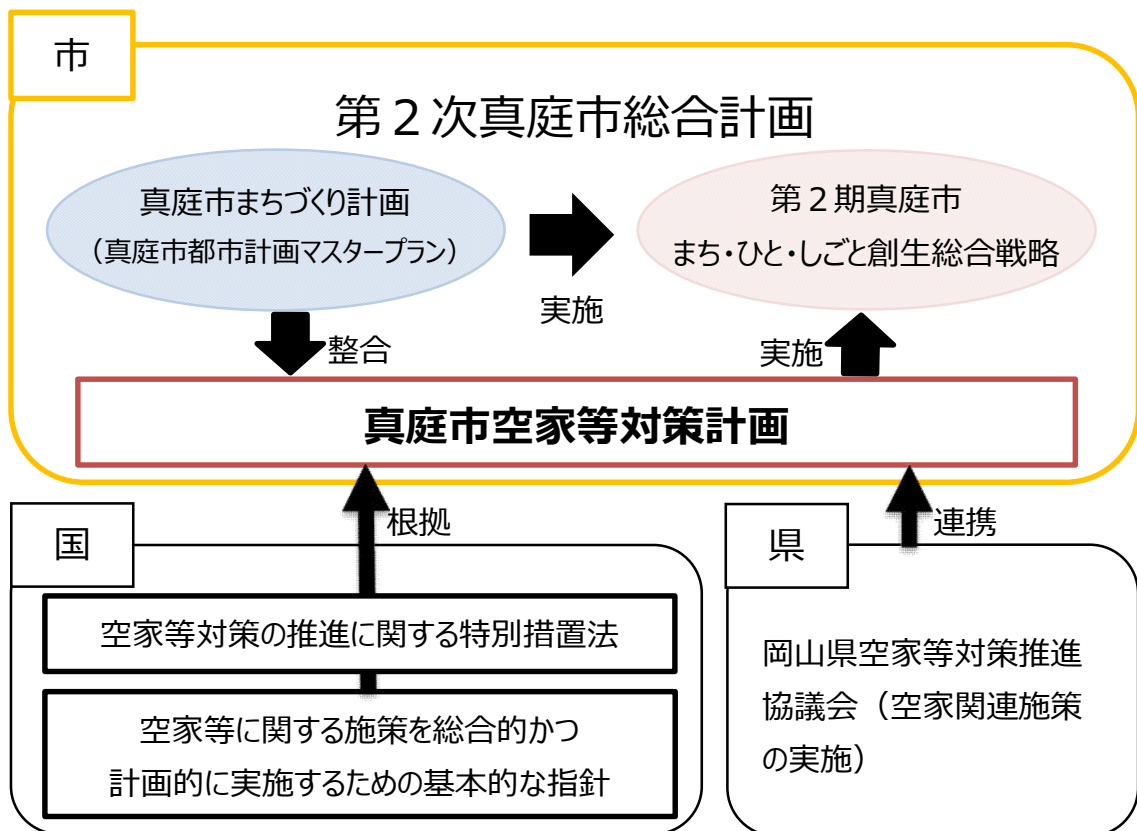 市
第２次真庭市総合計画
真庭市まちづくり計画
（真庭市都市計画マスタープラン）
実施
第２期真庭市
まち・ひと・しごと創生総合戦略
整合
実施
真庭市空家等対策計画
国
根拠
空家等対策の推進に関する特別措置法
空家等に関する施策を総合的かつ
計画的に実施するための基本的な指針
県
連携
岡山県空家等対策推進
協議会（空家関連施策
の実施）